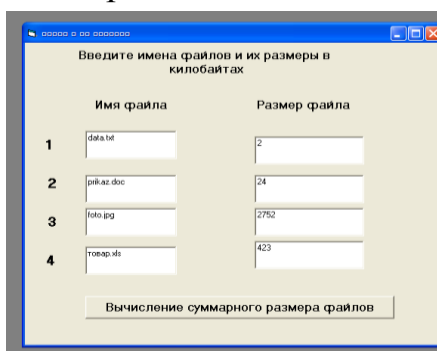 Введите имена файлов и их размеры в
килобайтах
Имя файла Размер файла
1 data.txt 2
2 prikaz.doc 24
3 foto.jpg 2752
4 товар.xls 423
Вычисление суммарного размера файлов